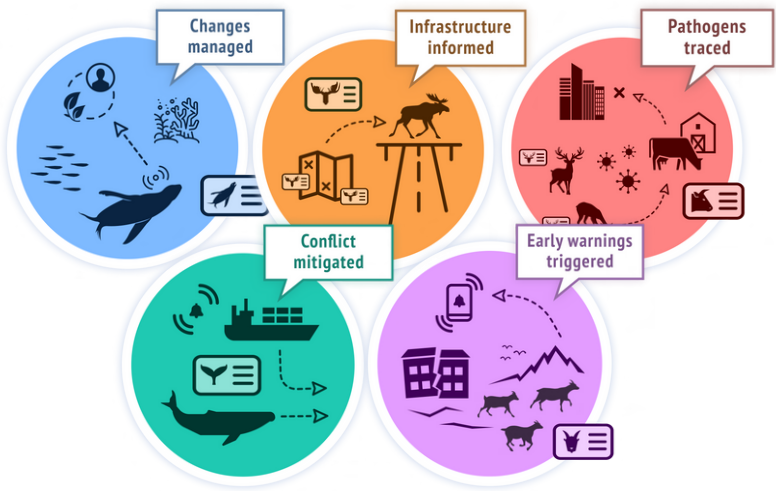 Changes
managed
Infrastructure
informed
Pathogens
traced
Conflict
mitigated
Early warnings
triggered